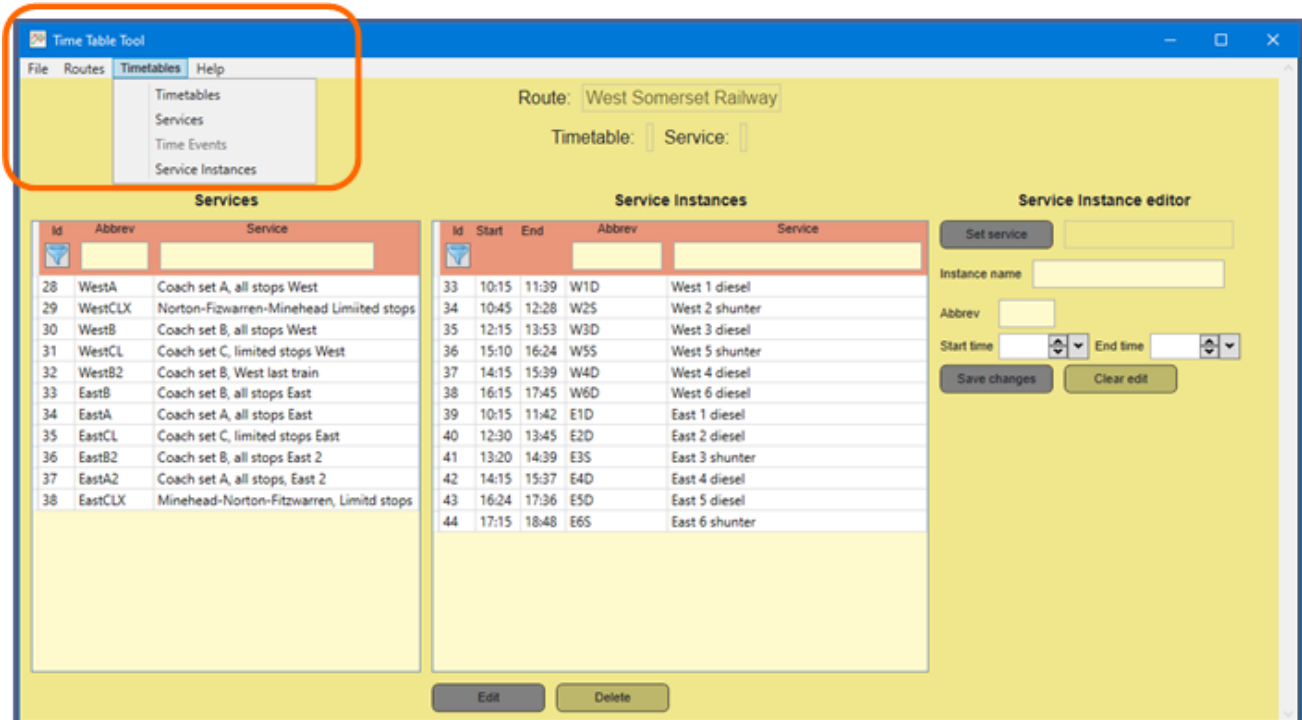 Time Table Tool
File Routes Timetables Help
Timetables
Services
Time Events
Service Instances
Route: West Somerset Railway
Timetable: Service:
Services
Id Abbrev Service
28 WestA Coach set A, all stops West
29 WestCLX Norton-Fizwarren-Minehead Limiited stops
30 WestB Coach set B, all stops West
31 WestCL Coach set C, limited stops West
32 WestB2 Coach set B, West last train
33 EastB Coach set B, all stops East
34 EastA Coach set A, all stops East
35 EastCL Coach set C, limited stops East
36 EastB2 Coach set B, all stops East 2
37 EastA2 Coach set A, all stops, East 2
38 EastCLX Minehead-Norton-Fitzwarren, Limitd stops
Service Instances
Id Start End Abbrev Service
33 10:15 11:39 W1D West 1 diesel
34 10:45 12:28 W2S West 2 shunter
35 12:15 13:53 W3D West 3 diesel
36 15:10 16:24 W5S West 5 shunter
37 14:15 15:39 W4D West 4 diesel
38 16:15 17:45 W6D West 6 diesel
39 10:15 11:42 E1D East 1 diesel
40 12:30 13:45 E2D East 2 diesel
41 13:20 14:39 E3S East 3 shunter
42 14:15 15:37 E4D East 4 diesel
43 16:24 17:36 E5D East 5 diesel
44 17:15 18:48 E6S East 6 shunter
Edit Delete
Service Instance editor
Set service
Instance name
Abbrev
Start time End time
Save changes Clear edit